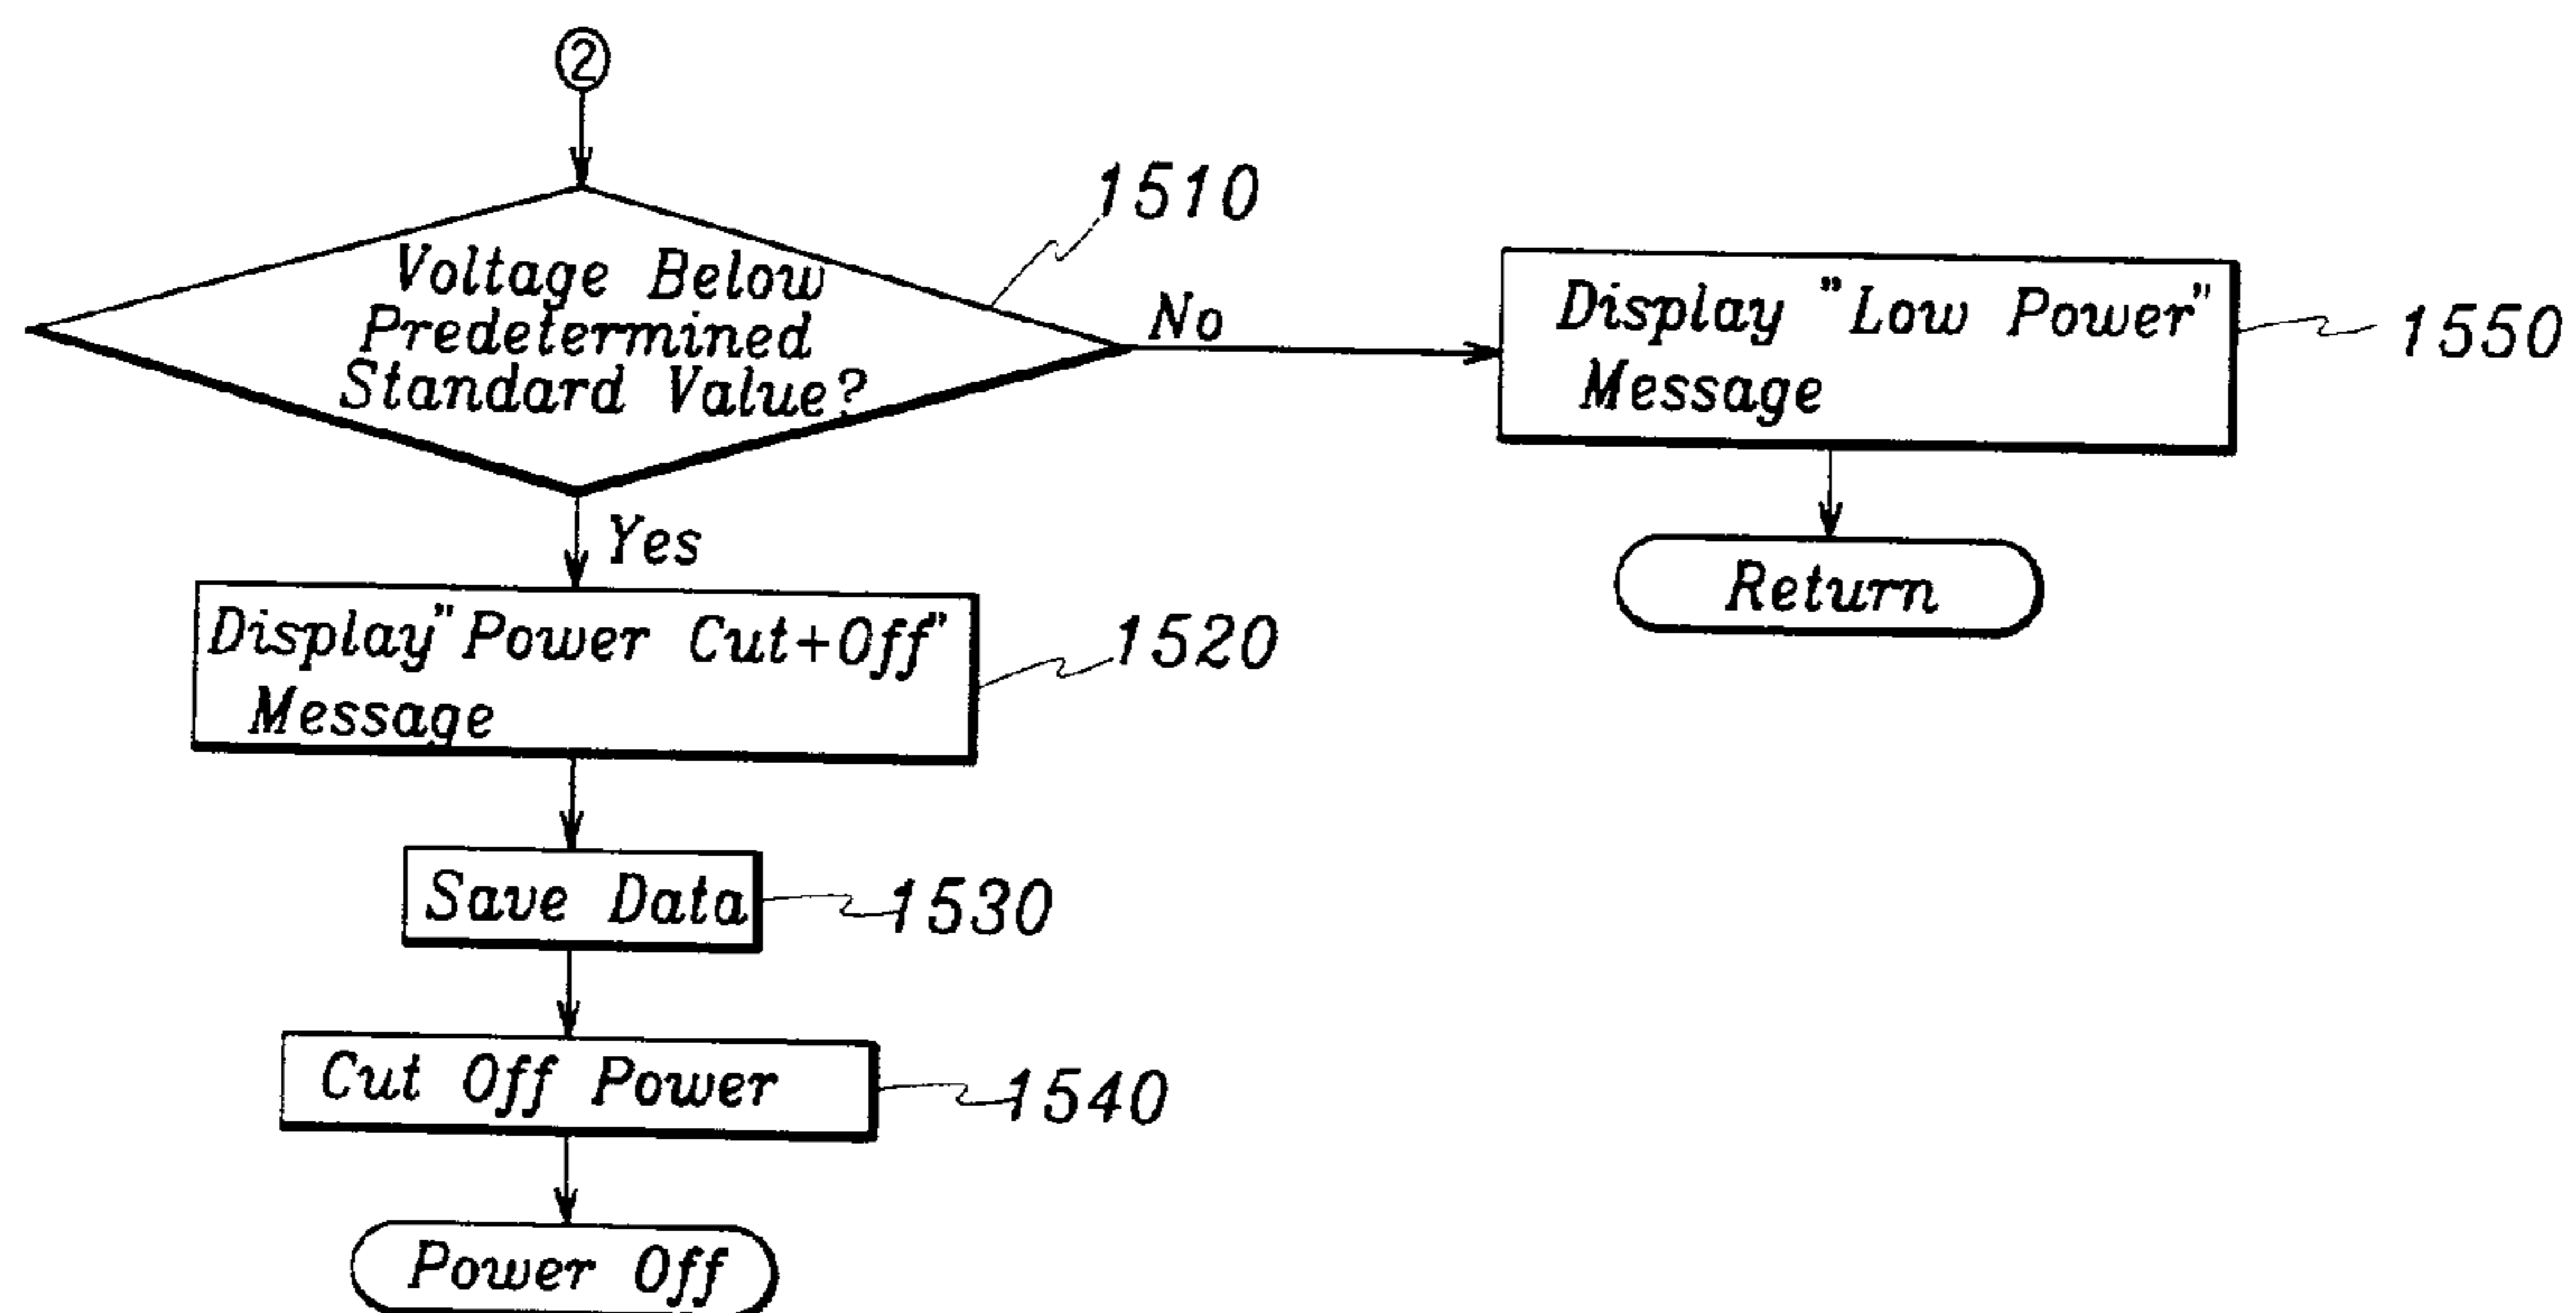 ②
1510
Voltage Below
Predetermined
Standard Value?
No
Display "Low Power"
Message
1550
Return
Yes
Display "Power Cut+Off"
Message
1520
Save Data
1530
Cut Off Power
1540
Power Off